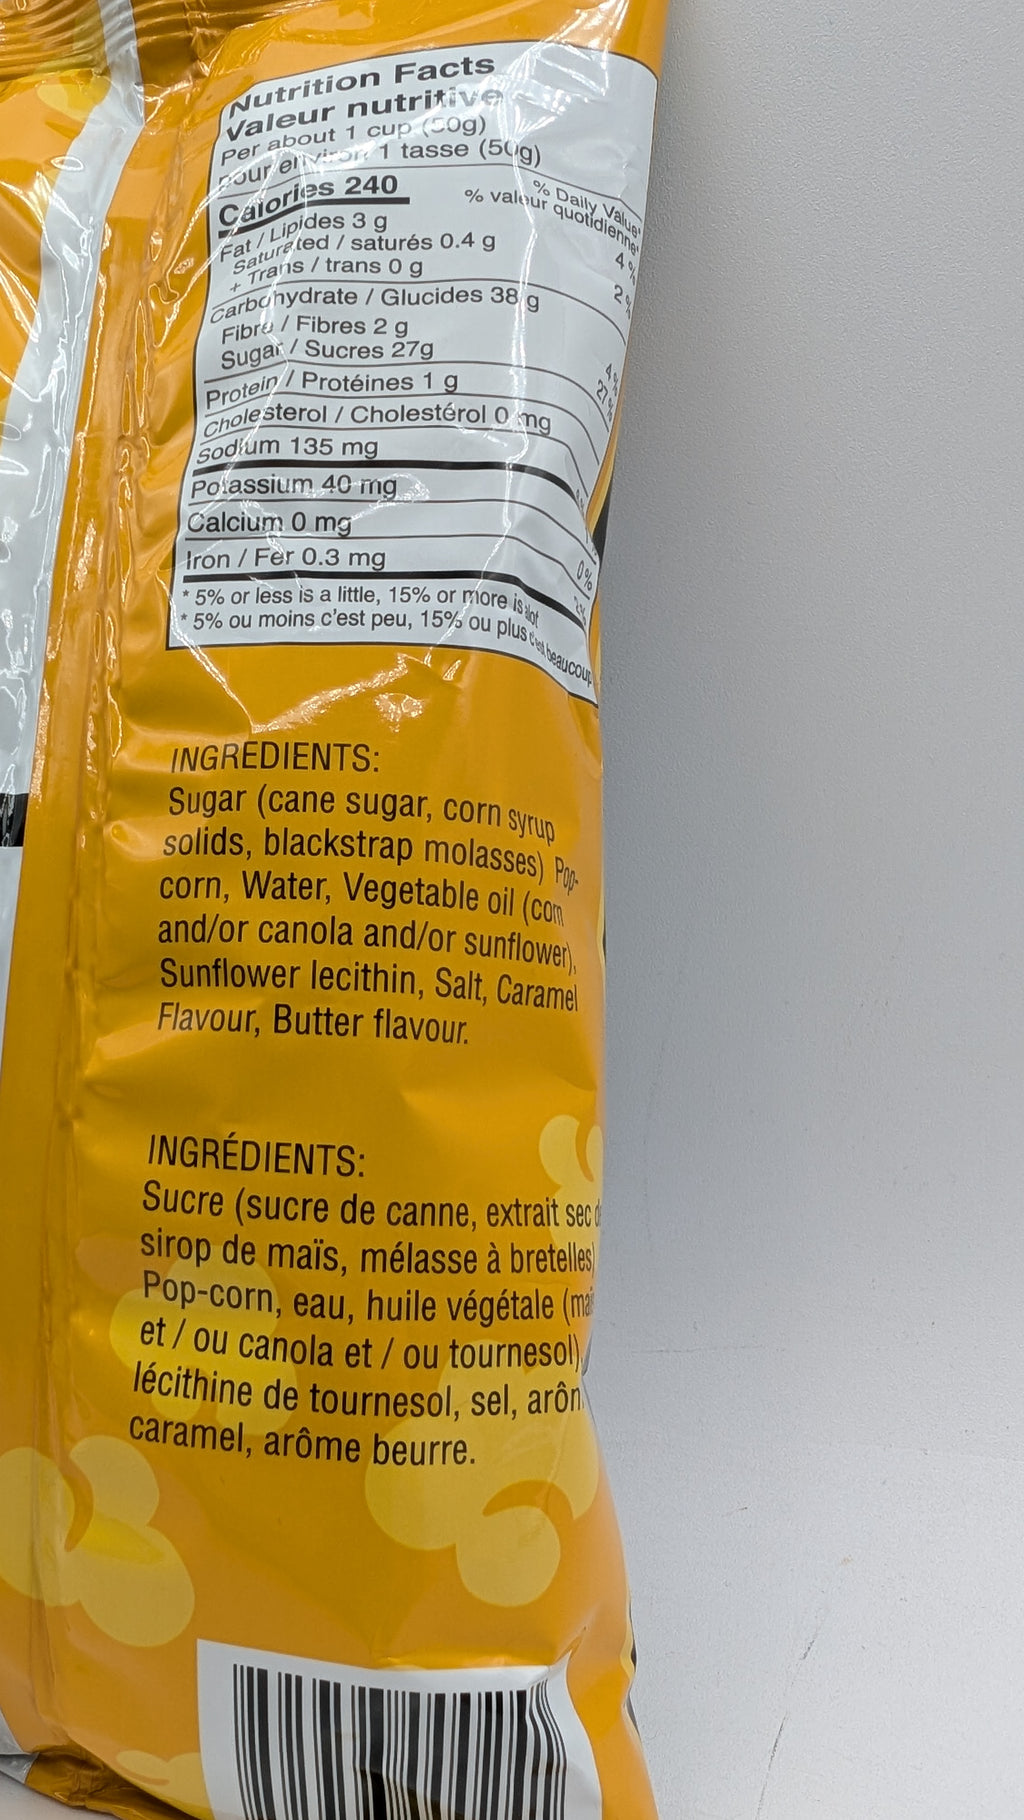 Nutrition Facts
Valeur nutritive
Per about 1 cup (50g)
pour environ 1 tasse (50g)
Calories 240
% Daily Value*
% valeur quotidienne*
Fat / Lipides 3 g 4 %
Saturated / saturés 0.4 g
+ Trans / trans 0 g 2 %
Carbohydrate / Glucides 38 g
Fibre / Fibres 2 g 4 %
Sugar / Sucres 27g 27 %
Protein / Protéines 1 g
Cholesterol / Cholestérol 0 mg
Sodium 135 mg
Potassium 40 mg
Calcium 0 mg 0 %
Iron / Fer 0.3 mg
* 5% or less is a little, 15% or more is alot
* 5% ou moins c'est peu, 15% ou plus c'est beaucoup
INGREDIENTS:
Sugar (cane sugar, corn syrup
solids, blackstrap molasses) Pop-
corn, Water, Vegetable oil (corn
and/or canola and/or sunflower),
Sunflower lecithin, Salt, Caramel
Flavour, Butter flavour.
INGRÉDIENTS:
Sucre (sucre de canne, extrait sec
sirop de maïs, mélasse à bretelles)
Pop-corn, eau, huile végétale
et / ou canola et / ou tournesol),
lécithine de tournesol, sel,
caramel, arôme beurre.